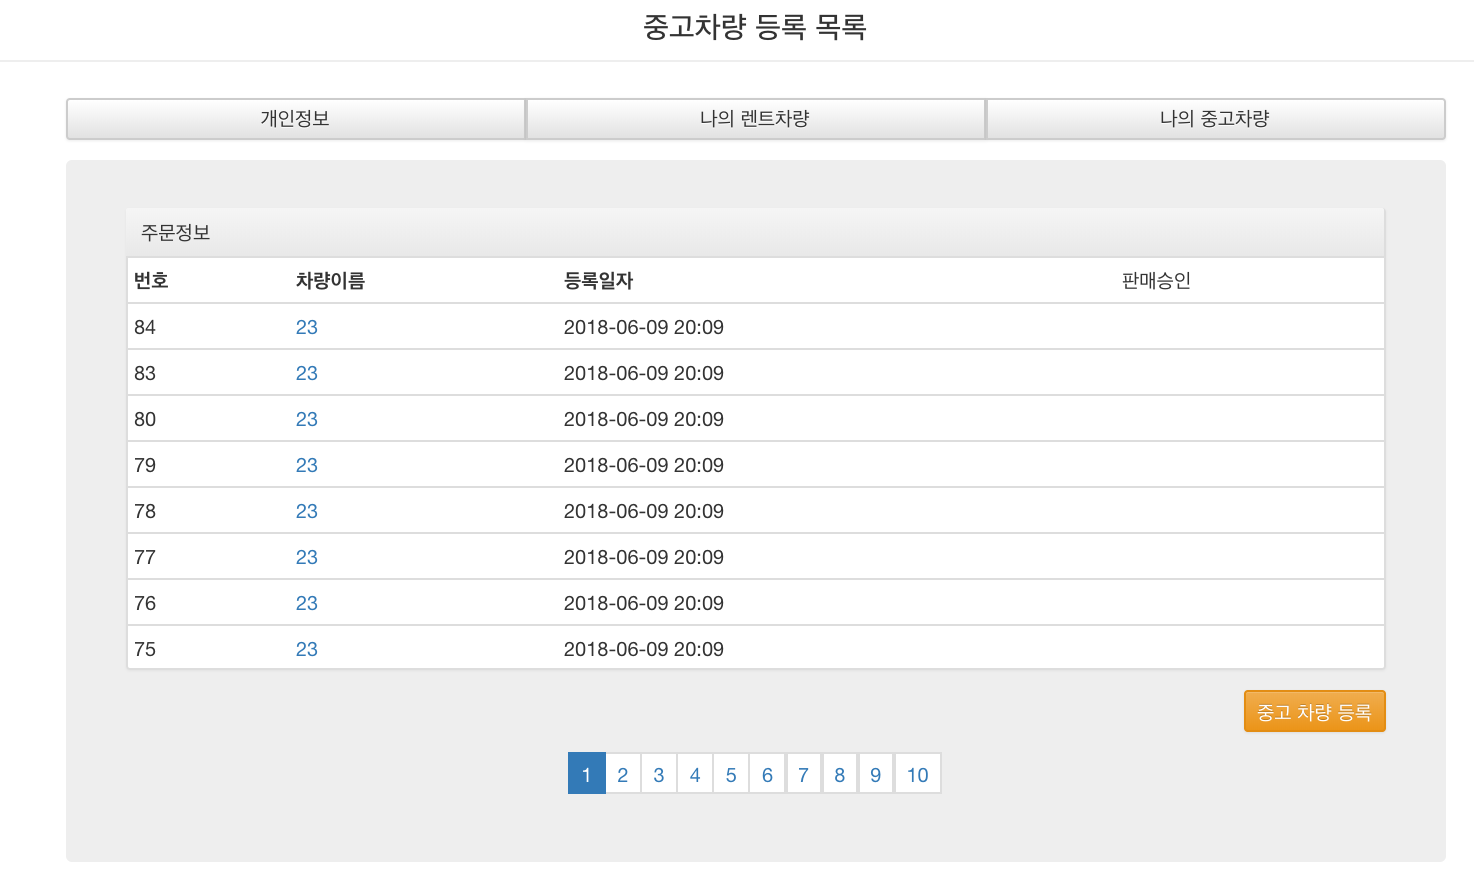 중고차량 등록 목록
개인정보 나의 렌트차량 나의 중고차량
주문정보
번호 차량이름 등록일자 판매승인
84 23 2018-06-09 20:09
83 23 2018-06-09 20:09
80 23 2018-06-09 20:09
79 23 2018-06-09 20:09
78 23 2018-06-09 20:09
77 23 2018-06-09 20:09
76 23 2018-06-09 20:09
75 23 2018-06-09 20:09
중고 차량 등록
1 2 3 4 5 6 7 8 9 10